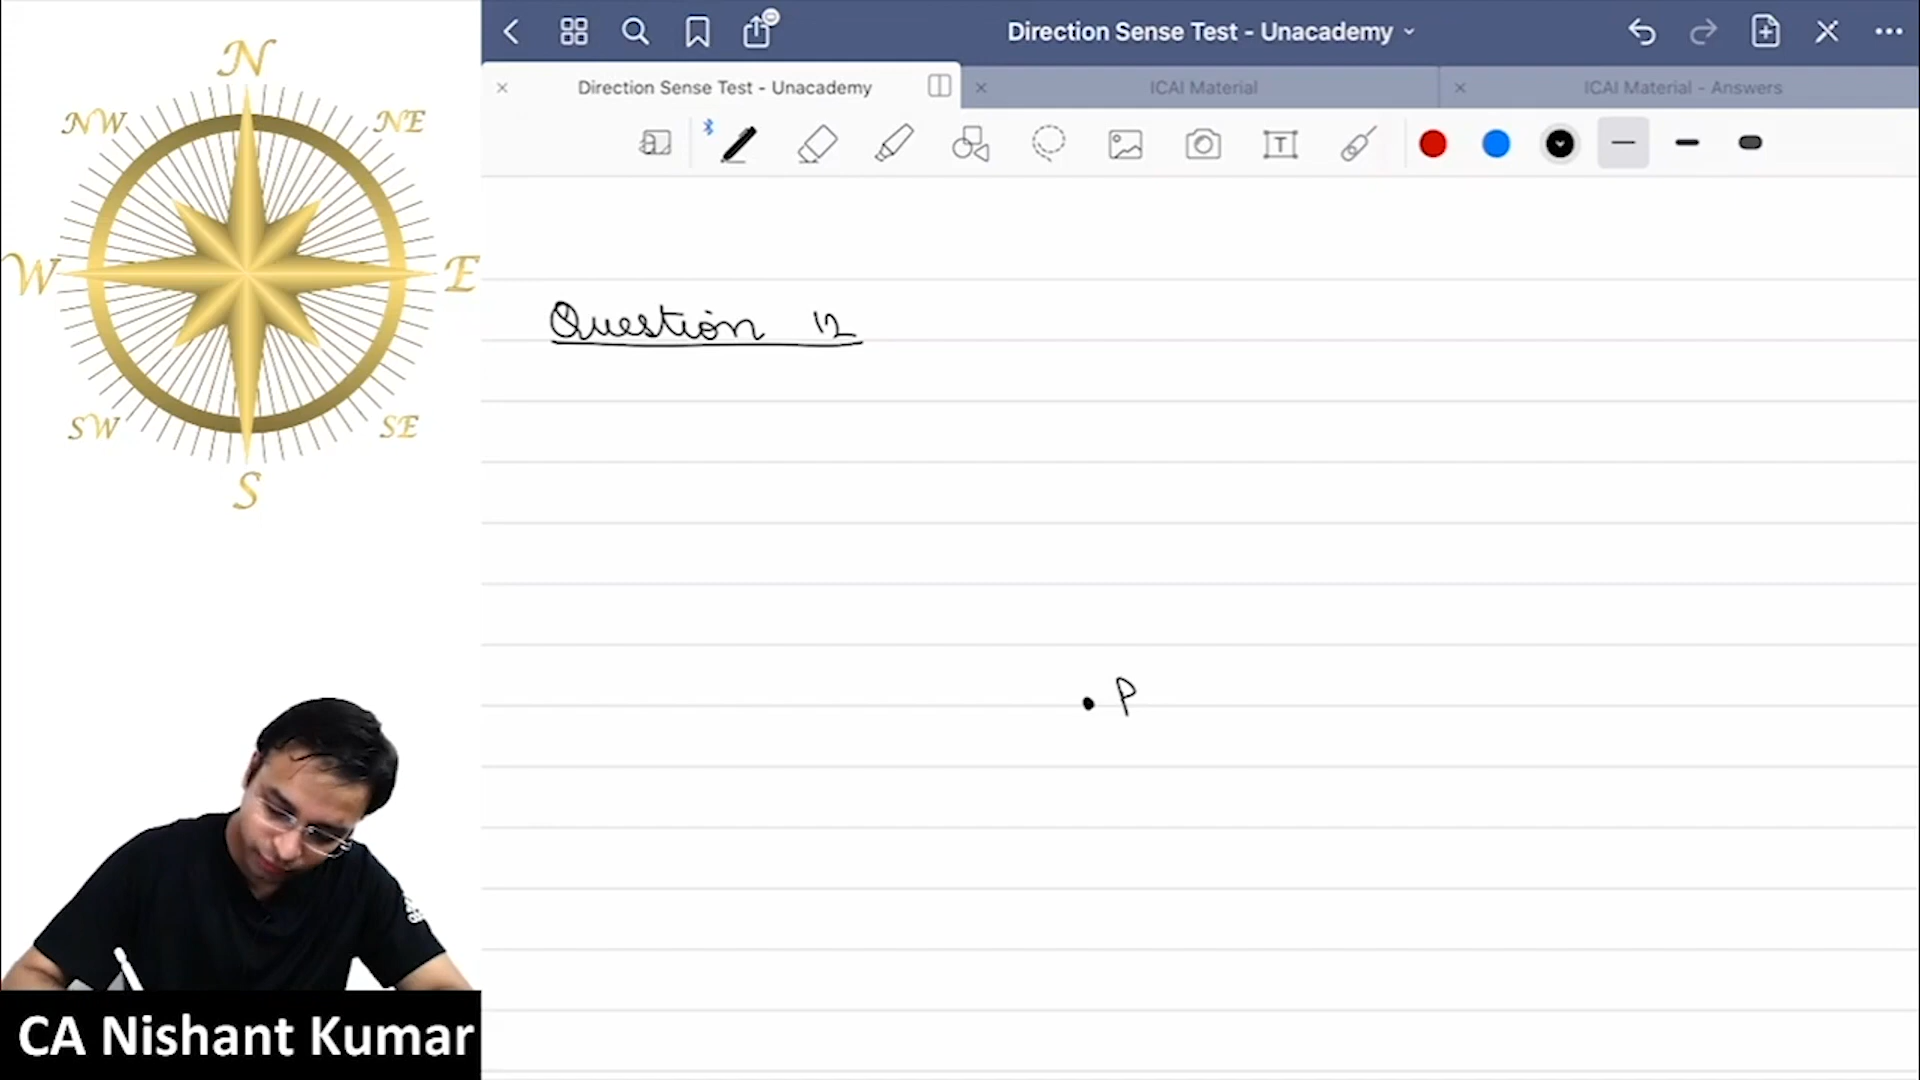 N
NW
NE
W
E
SW
SE
S
CA Nishant Kumar
Direction Sense Test - Unacademy
Direction Sense Test - Unacademy
ICAI Material
ICAI Material - Answers
T
Question 12
P